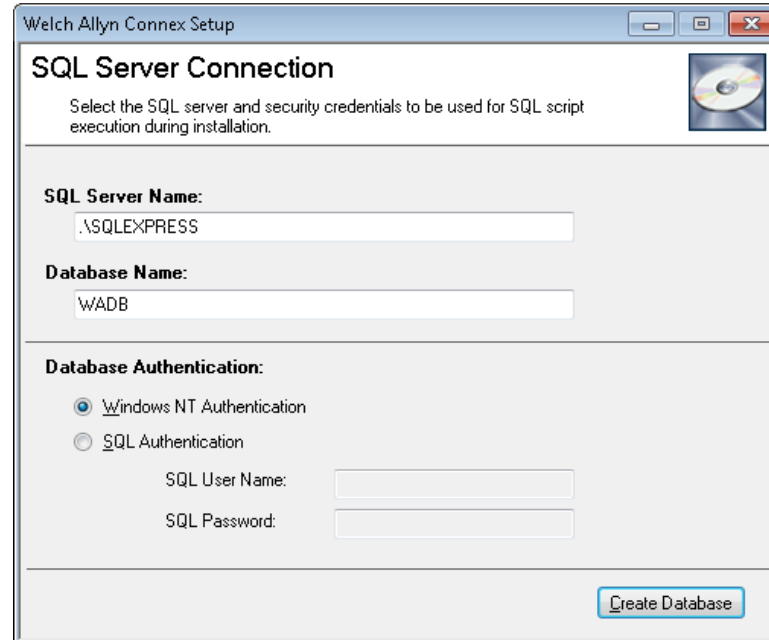 Welch Allyn Connex Setup
SQL Server Connection
Select the SQL server and security credentials to be used for SQL script
execution during installation.
SQL Server Name:
.\SQLEXPRESS
Database Name:
WADB
Database Authentication:
Windows NT Authentication
SQL Authentication
SQL User Name:
SQL Password:
Create Database